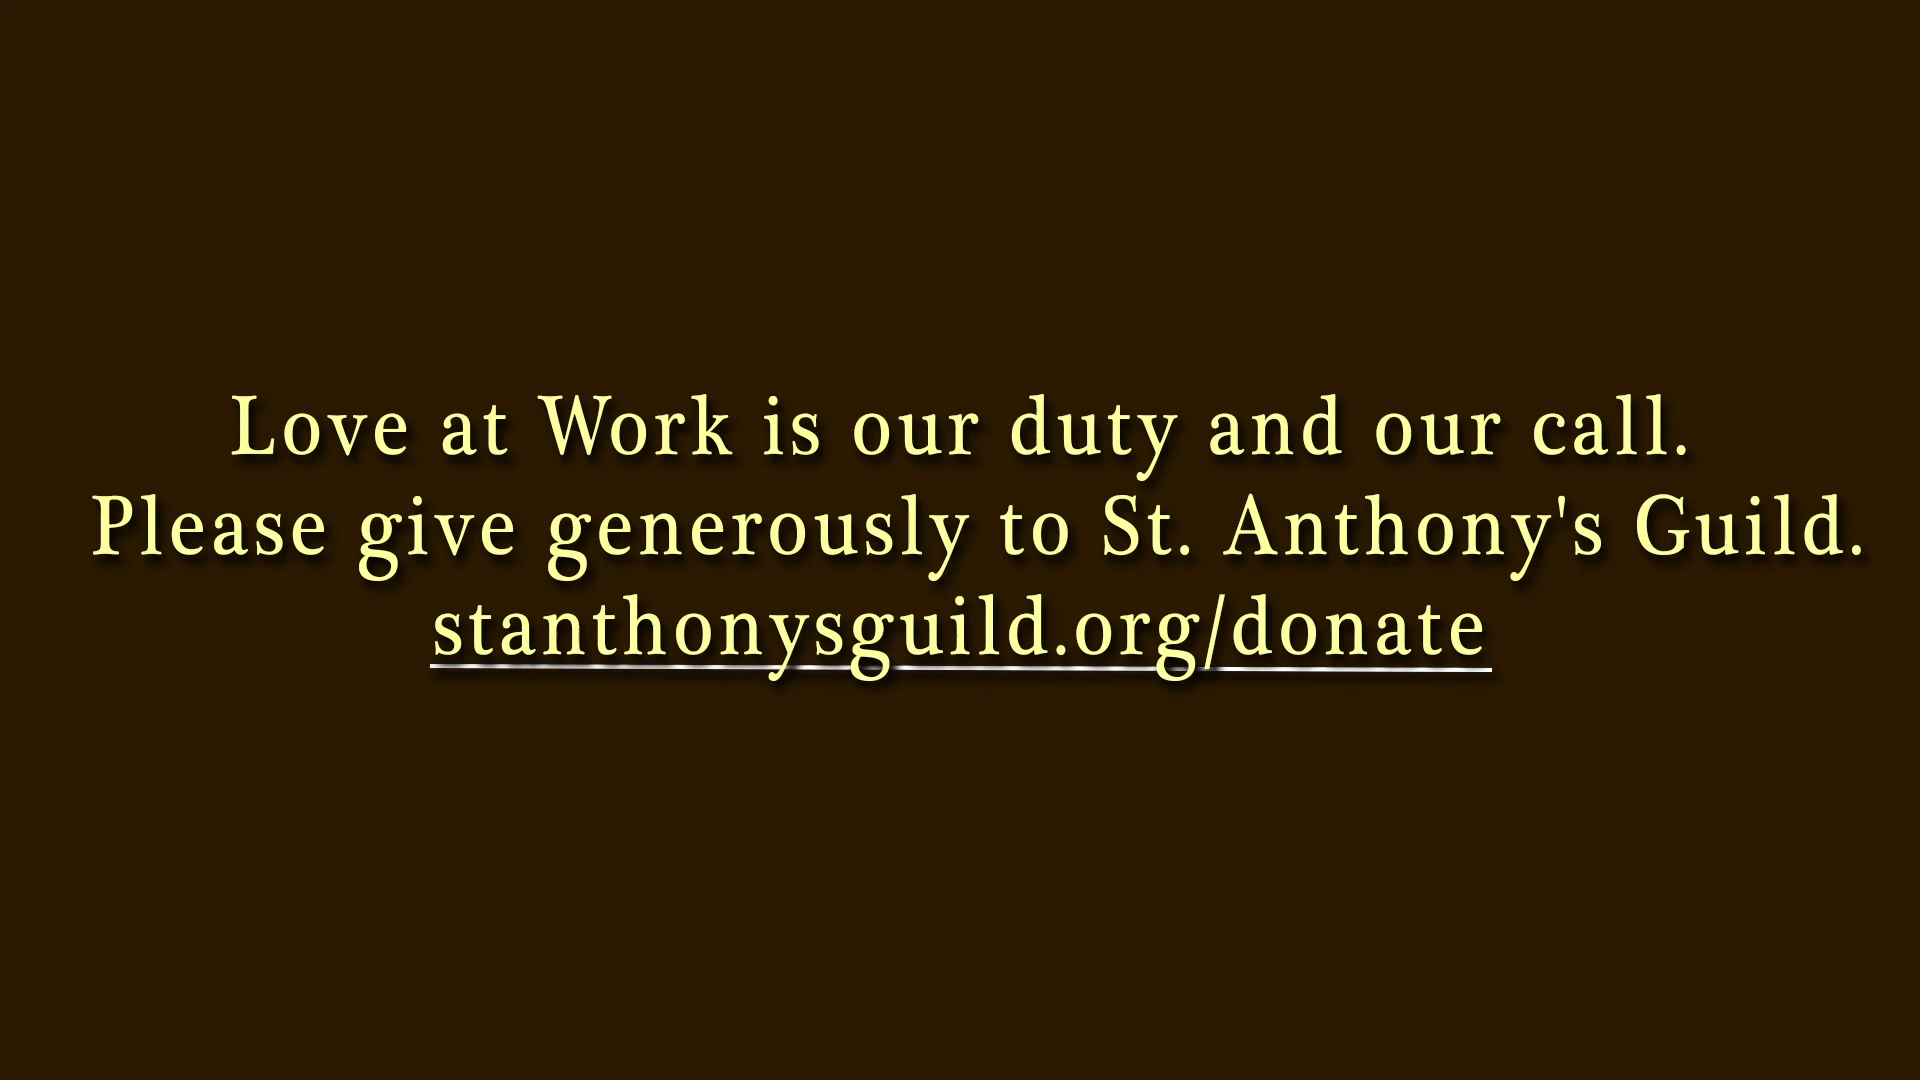 Love at Work is our duty and our call.
Please give generously to St. Anthony's Guild.
stanthonysguild.org/donate